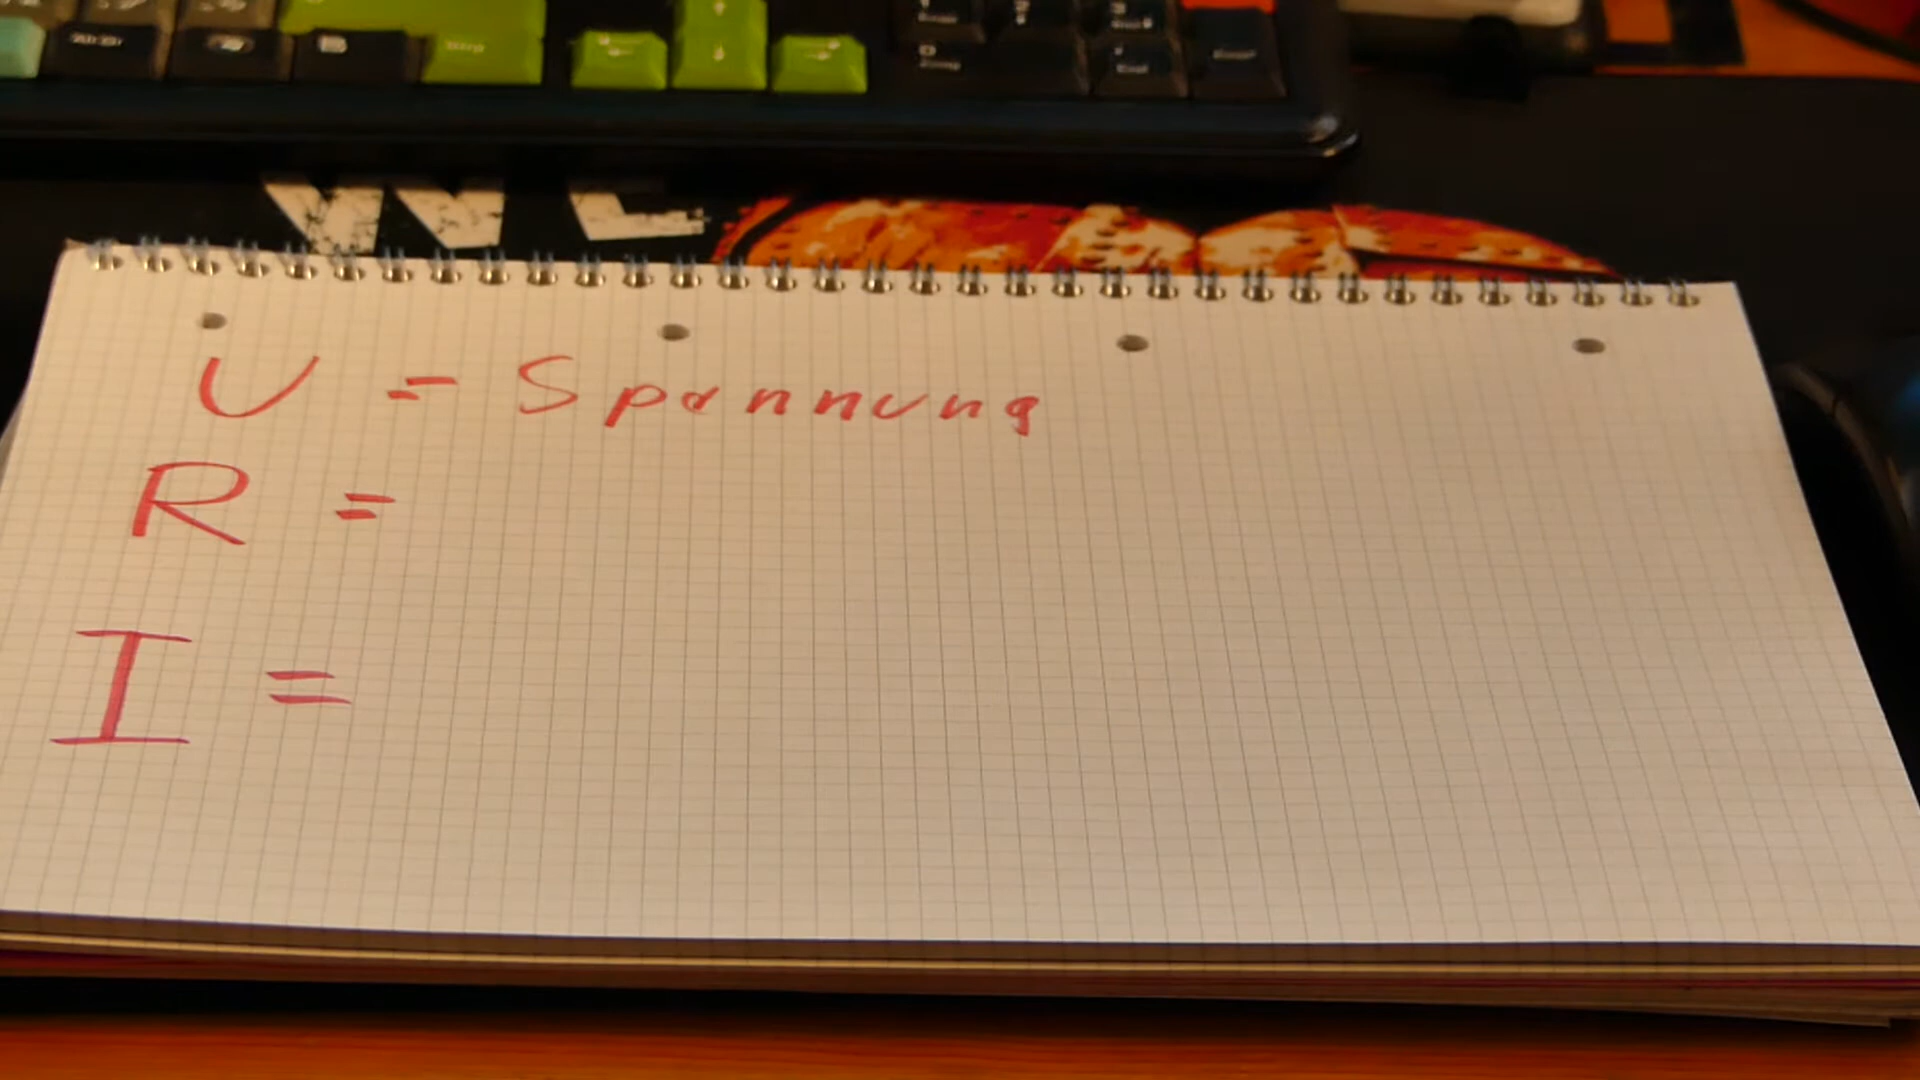 U = Spannung
R =
I =